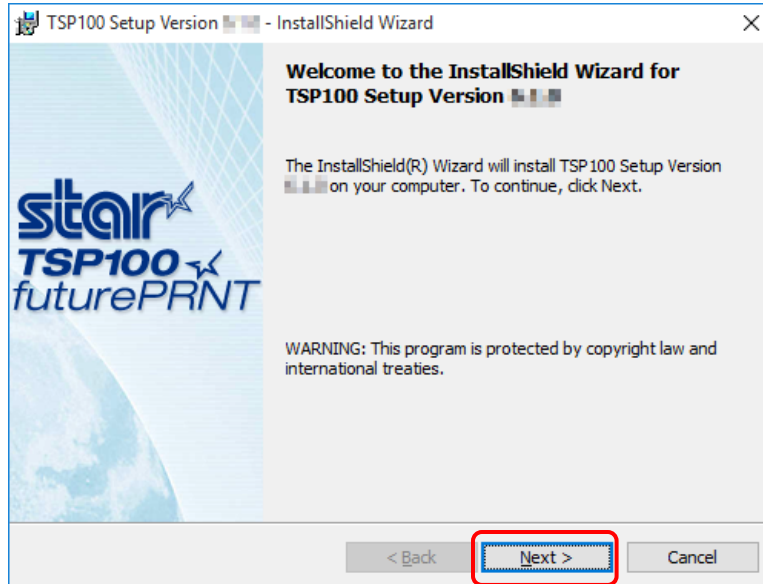 TSP100 Setup Version - InstallShield Wizard
Welcome to the InstallShield Wizard for
TSP100 Setup Version
The InstallShield(R) Wizard will install TSP100 Setup Version
on your computer. To continue, click Next.
star
TSP100
futurePRNT
WARNING: This program is protected by copyright law and
international treaties.
< Back Next > Cancel